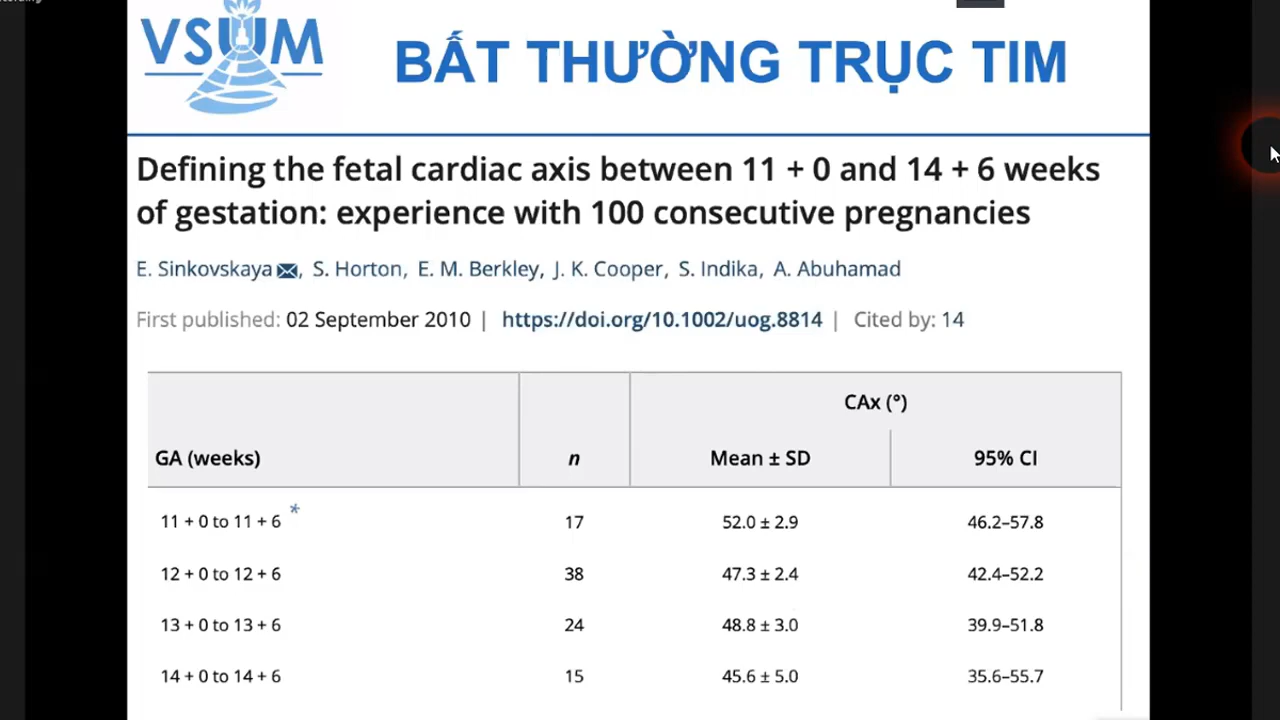 VSUM
BẤT THƯỜNG TRỤC TIM
Defining the fetal cardiac axis between 11 + 0 and 14 + 6 weeks
of gestation: experience with 100 consecutive pregnancies
E. Sinkovskaya, S. Horton, E. M. Berkley, J. K. Cooper, S. Indika, A. Abuhamad
First published: 02 September 2010 | https://doi.org/10.1002/uog.8814 | Cited by: 14
CAx (°)
GA (weeks) n Mean ± SD 95% CI
11 + 0 to 11 + 6 * 17 52.0 ± 2.9 46.2–57.8
12 + 0 to 12 + 6 38 47.3 ± 2.4 42.4–52.2
13 + 0 to 13 + 6 24 48.8 ± 3.0 39.9–51.8
14 + 0 to 14 + 6 15 45.6 ± 5.0 35.6–55.7